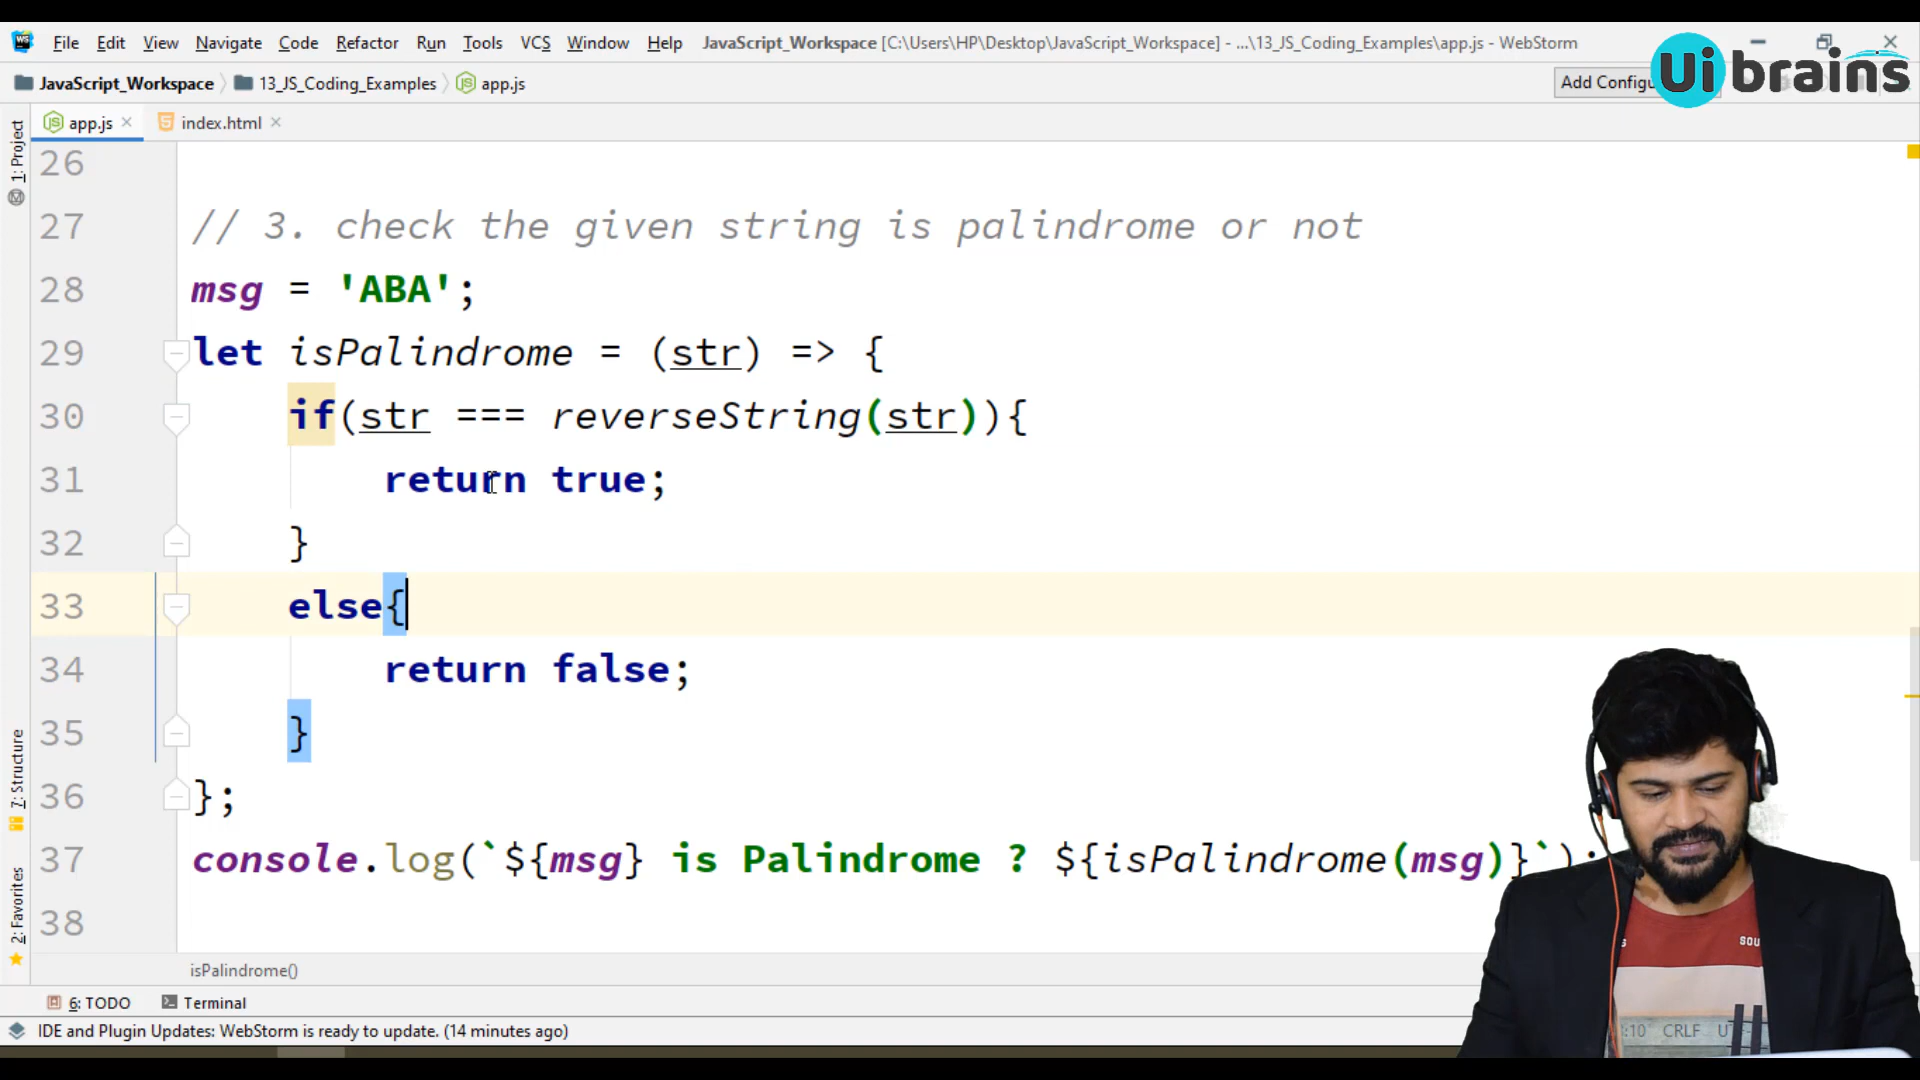 File Edit View Navigate Code Refactor Run Tools VCS Window Help JavaScript_Workspace [C:\Users\HP\Desktop\JavaScript_Workspace] - ...\13_JS_Coding_Examples\app.js - WebStorm
Ui brains
JavaScript_Workspace 13_JS_Coding_Examples app.js Add Configu
app.js index.html
1: Project
7: Structure
2: Favorites
26
27 // 3. check the given string is palindrome or not
28 msg = 'ABA';
29 let isPalindrome = (str) => {
30 if(str === reverseString(str)){
31 return true;
32 }
33 else{
34 return false;
35 }
36 };
37 console.log(`${msg} is Palindrome ? ${isPalindrome(msg)}`);
38
isPalindrome()
6: TODO Terminal
IDE and Plugin Updates: WebStorm is ready to update. (14 minutes ago) :10 CRLF